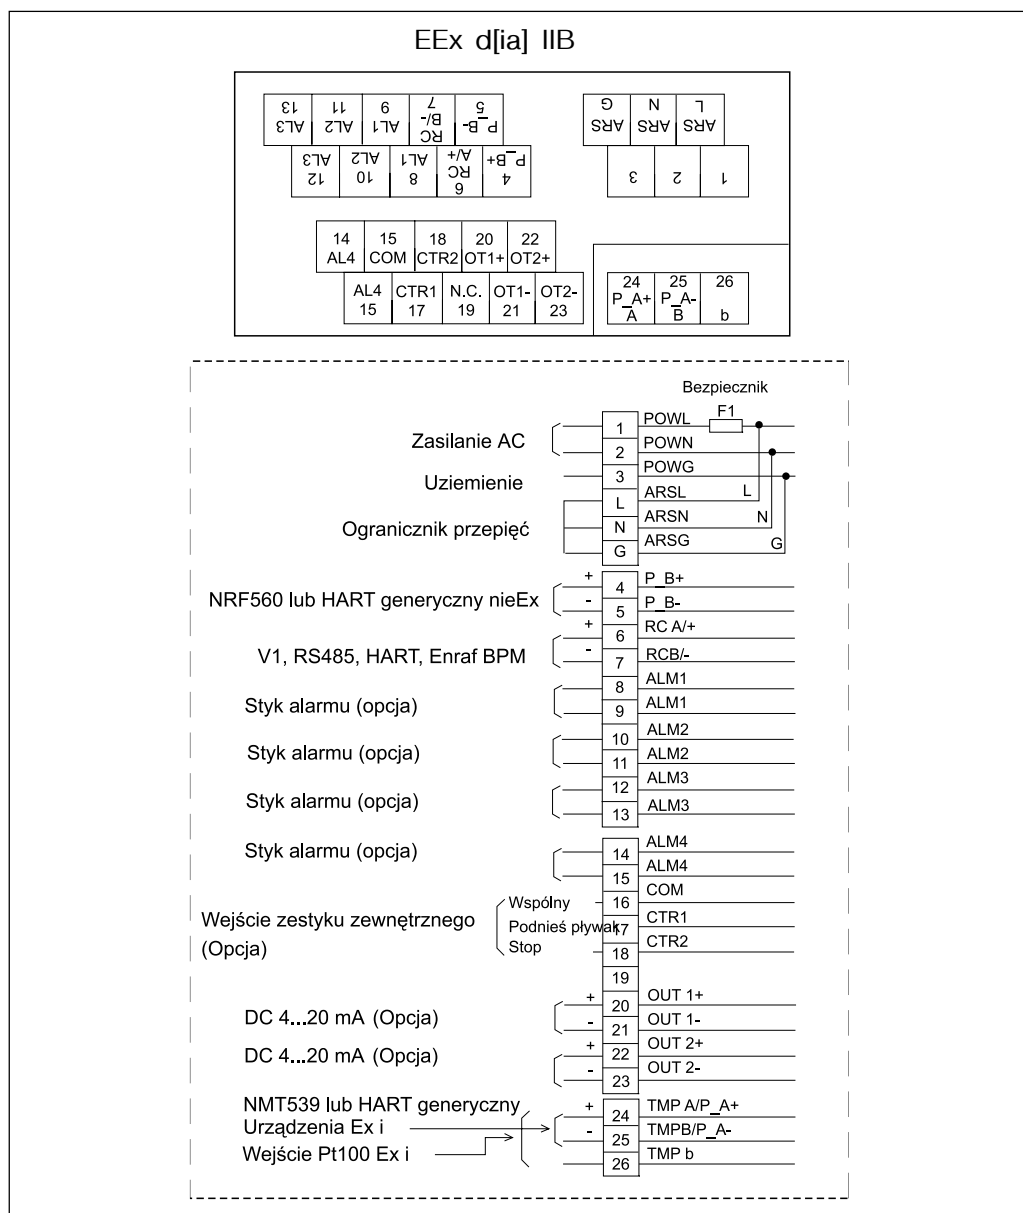 EEx d[ia] IIB
13 11 9 7 5
AL3 AL2 AL1 RC B/- P_B-
G N L
ARS ARS ARS
AL3 AL2 AL1 RC A/+ P_B+
12 10 8 6 4
3 2 1
14 15 18 20 22
AL4 COM CTR2 OT1+ OT2+
AL4 CTR1 N.C. OT1- OT2-
15 17 19 21 23
24 25 26
P_A+ P_A-
A B b
Bezpiecznik
F1
Zasilanie AC
1 POWL
2 POWN
Uziemienie
3 POWG
Ogranicznik przepięć
L ARSL L
N ARSN N
G ARSG G
NRF560 lub HART generyczny nieEx
+ 4 P_B+
- 5 P_B-
V1, RS485, HART, Enraf BPM
+ 6 RC A/+
- 7 RCB/-
Styk alarmu (opcja)
8 ALM1
9 ALM1
Styk alarmu (opcja)
10 ALM2
11 ALM2
Styk alarmu (opcja)
12 ALM3
13 ALM3
Styk alarmu (opcja)
14 ALM4
15 ALM4
Wejście zestyku zewnętrznego
(Opcja)
Wspólny 16 COM
Podnieś pływak 17 CTR1
Stop 18 CTR2
19
DC 4...20 mA (Opcja)
+ 20 OUT 1+
- 21 OUT 1-
DC 4...20 mA (Opcja)
+ 22 OUT 2+
- 23 OUT 2-
NMT539 lub HART generyczny
Urządzenia Ex i
Wejście Pt100 Ex i
+ 24 TMP A/P_A+
- 25 TMPB/P_A-
26 TMP b